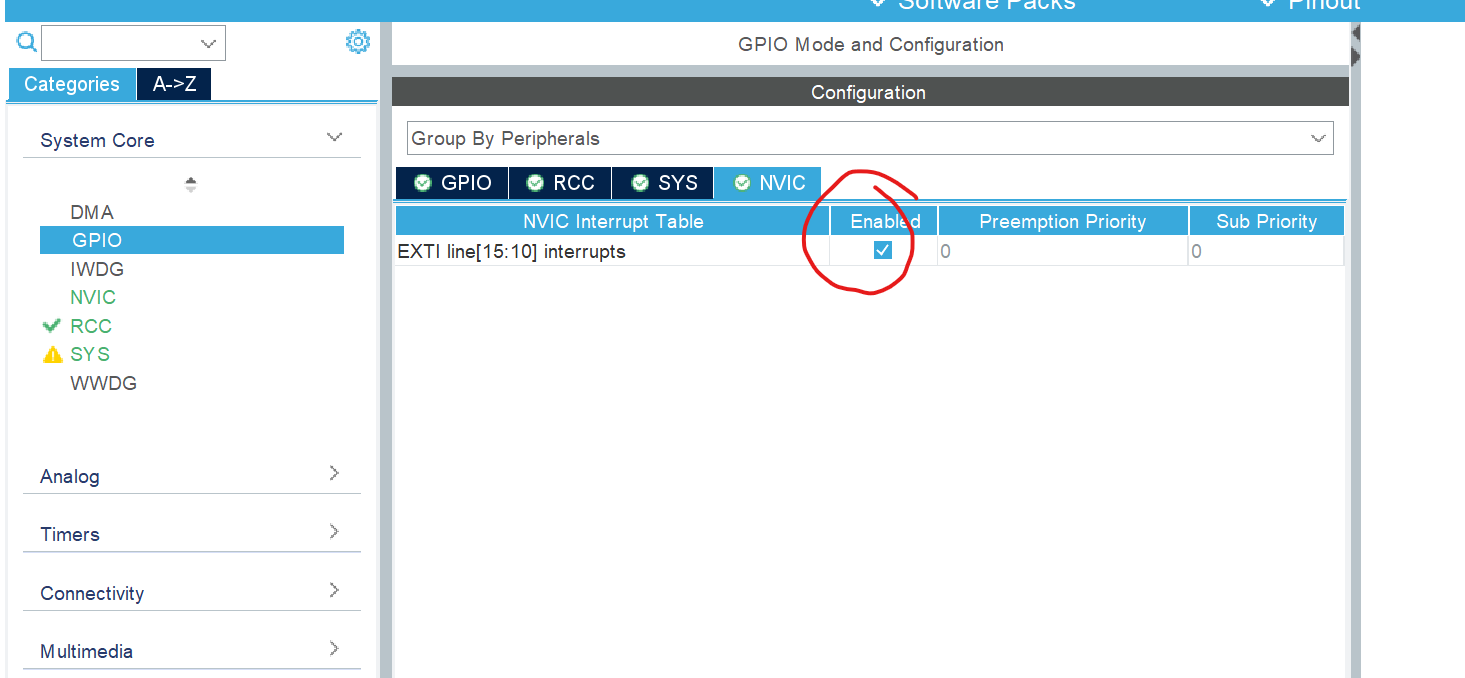 Software Packs
Pinout
GPIO Mode and Configuration
Categories
A->Z
Configuration
System Core
Group By Peripherals
GPIO
RCC
SYS
NVIC
DMA
NVIC Interrupt Table
Enabled
Preemption Priority
Sub Priority
GPIO
EXTI line[15:10] interrupts
0
0
IWDG
NVIC
RCC
SYS
WWDG
Analog
Timers
Connectivity
Multimedia